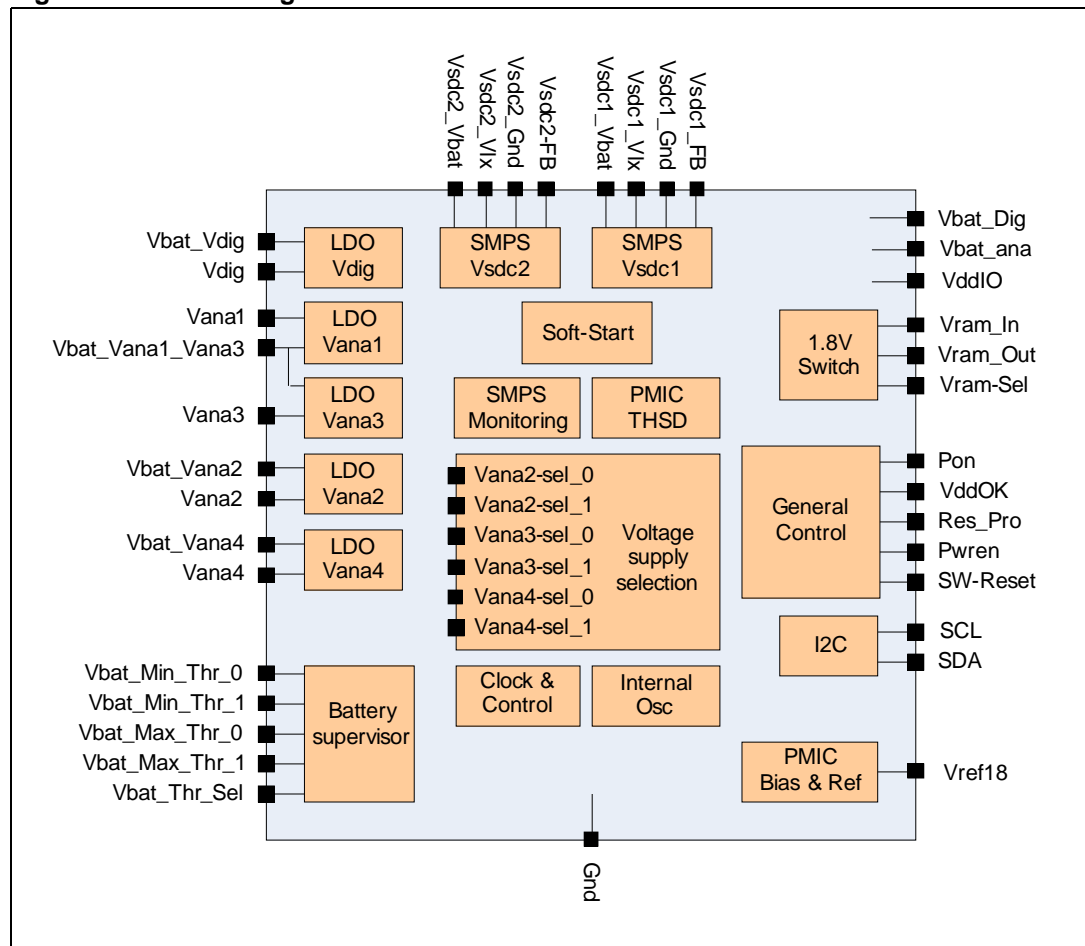 Vsdc2_Vbat
Vsdc2_Vlx
Vsdc2_Gnd
Vsdc2-FB
Vsdc1_Vbat
Vsdc1_Vlx
Vsdc1_Gnd
Vsdc1_FB
Vbat_Vdig
Vdig
LDO
Vdig
SMPS
Vsdc2
SMPS
Vsdc1
Vbat_Dig
Vbat_ana
VddIO
Vana1
Vbat_Vana1_Vana3
LDO
Vana1
Soft-Start
1.8V
Switch
Vram_In
Vram_Out
Vram-Sel
Vana3
LDO
Vana3
SMPS
Monitoring
PMIC
THSD
Vbat_Vana2
Vana2
LDO
Vana2
Vbat_Vana4
Vana4
LDO
Vana4
Vana2-sel_0
Vana2-sel_1
Vana3-sel_0
Vana3-sel_1
Vana4-sel_0
Vana4-sel_1
Voltage
supply
selection
General
Control
Pon
VddOK
Res_Pro
Pwren
SW-Reset
I2C
SCL
SDA
Vbat_Min_Thr_0
Vbat_Min_Thr_1
Vbat_Max_Thr_0
Vbat_Max_Thr_1
Vbat_Thr_Sel
Battery
supervisor
Clock &
Control
Internal
Osc
PMIC
Bias & Ref
Vref18
Gnd